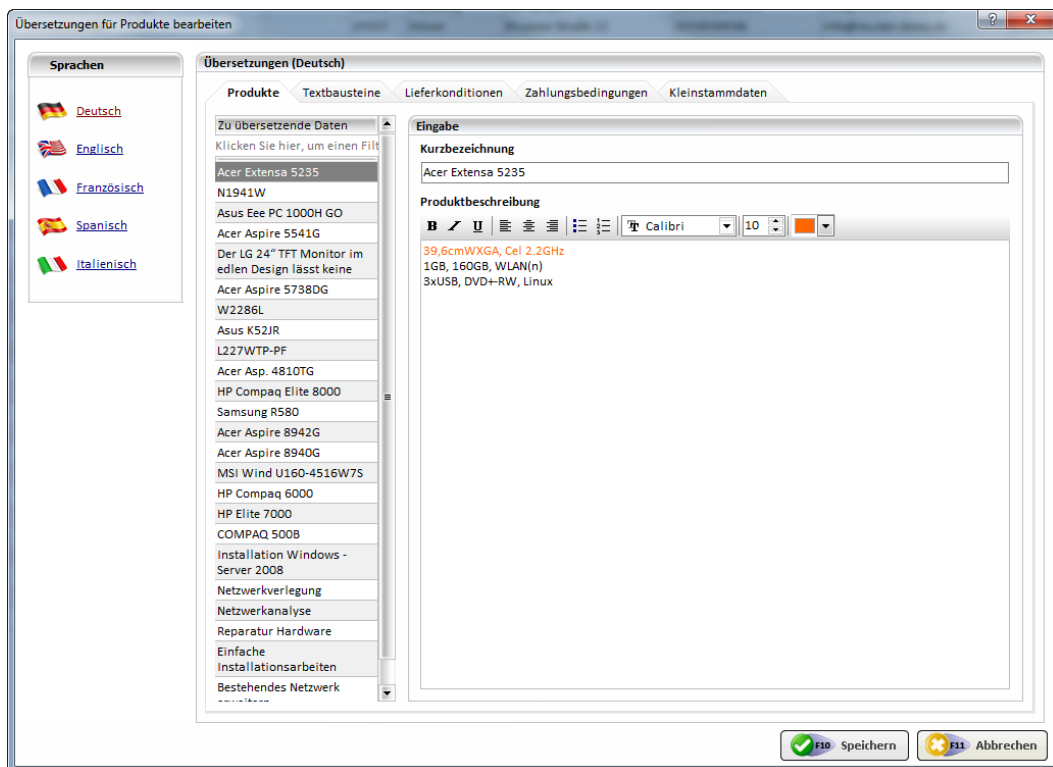 Übersetzungen für Produkte bearbeiten
?
X
Sprachen
Deutsch
Englisch
Französisch
Spanisch
Italienisch
Übersetzungen (Deutsch)
Produkte Textbausteine Lieferkonditionen Zahlungsbedingungen Kleinstammdaten
Zu übersetzende Daten
Klicken Sie hier, um einen Filt
Acer Extensa 5235
N1941W
Asus Eee PC 1000H GO
Acer Aspire 5541G
Der LG 24“ TFT Monitor im
edlen Design lässt keine
Acer Aspire 5738DG
W2286L
Asus K52JR
L227WTP-PF
Acer Asp. 4810TG
HP Compaq Elite 8000
Samsung R580
Acer Aspire 8942G
Acer Aspire 8940G
MSI Wind U160-4516W7S
HP Compaq 6000
HP Elite 7000
COMPAQ 500B
Installation Windows -
Server 2008
Netzwerkverlegung
Netzwerkanalyse
Reparatur Hardware
Einfache
Installationsarbeiten
Bestehendes Netzwerk
Eingabe
Kurzbezeichnung
Acer Extensa 5235
Produktbeschreibung
B I U Calibri 10
39,6cmWXGA, Cel 2.2GHz
1GB, 160GB, WLAN(n)
3xUSB, DVD+-RW, Linux
F10 Speichern
F11 Abbrechen